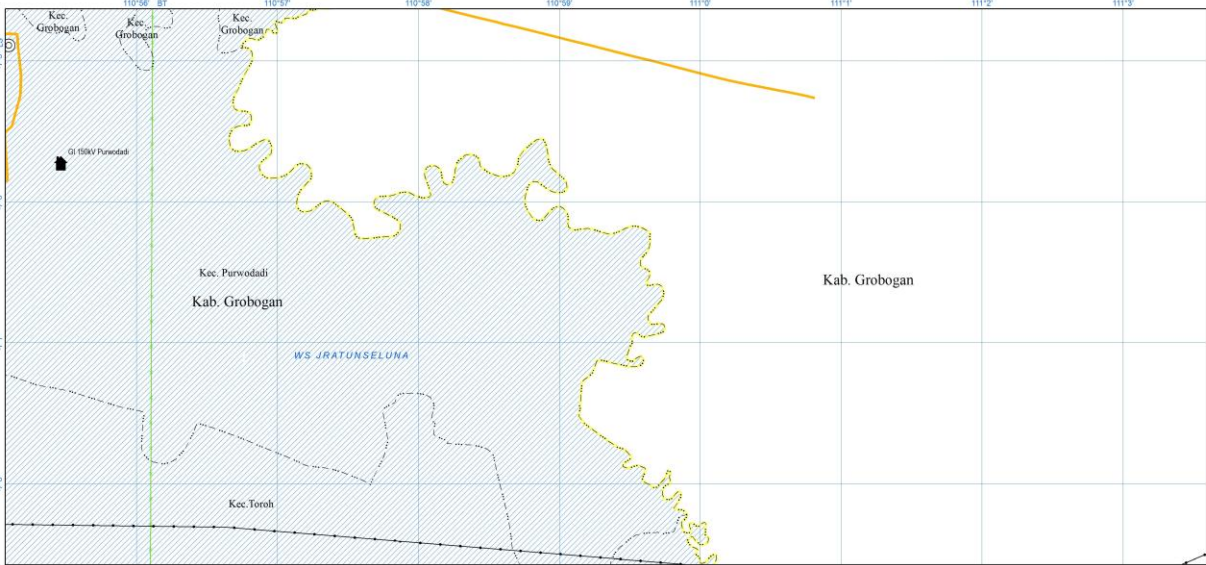 110°56' BT
110°57'
110°58'
110°59'
111°0'
111°1'
111°2'
111°3'
Kec.
Grobogan
Kec.
Grobogan
Kec.
Grobogan
GI 150kV Purwodadi
Kec. Purwodadi
Kab. Grobogan
Kab. Grobogan
WS JRATUNSELUNA
Kec.Toroh